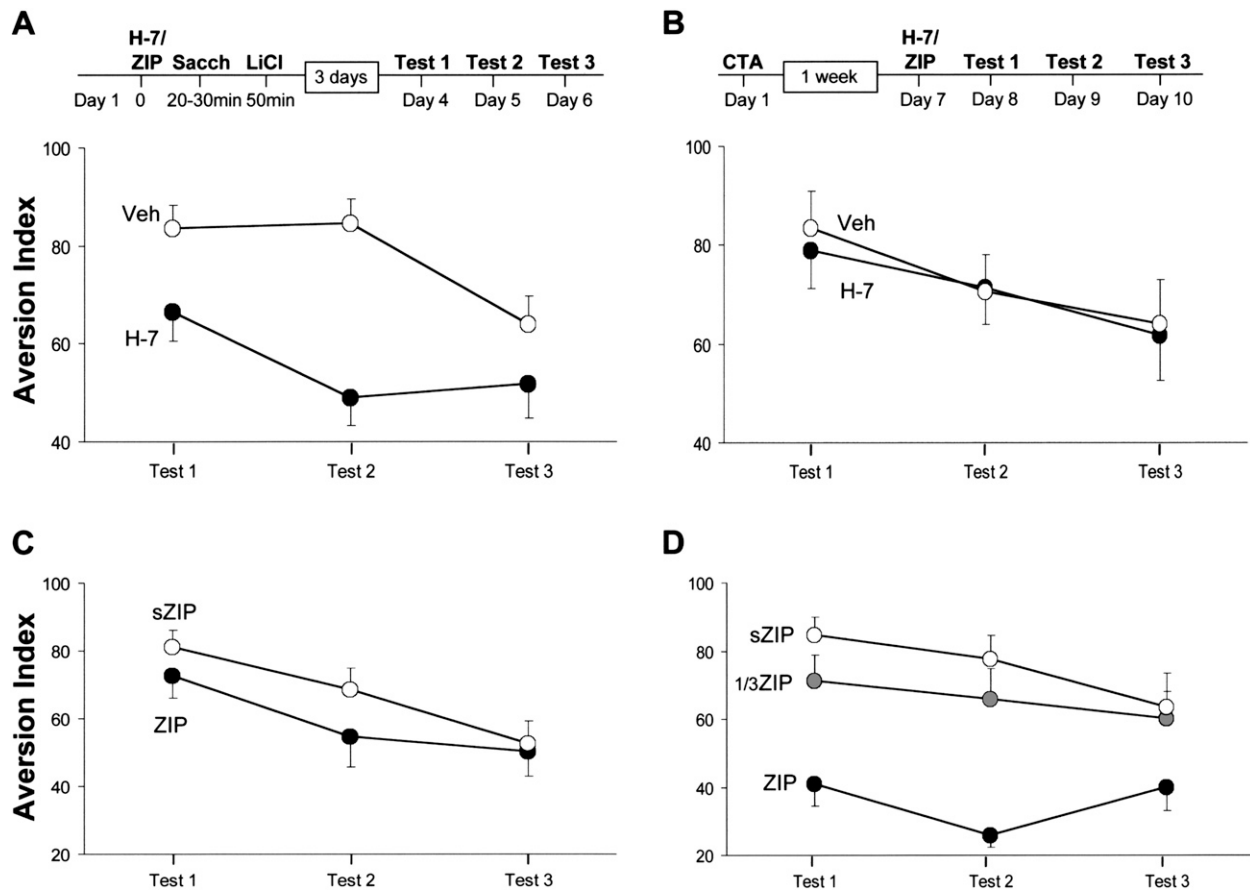 A
H-7/
ZIP Sacch LiCl 3 days Test 1 Test 2 Test 3
Day 1 0 20-30min 50min Day 4 Day 5 Day 6
Aversion Index
100
80
60
40
Veh
H-7
Test 1 Test 2 Test 3
B
H-7/
CTA 1 week ZIP Test 1 Test 2 Test 3
Day 1 Day 7 Day 8 Day 9 Day 10
100
80
60
40
Veh
H-7
Test 1 Test 2 Test 3
C
Aversion Index
100
80
60
40
20
sZIP
ZIP
Test 1 Test 2 Test 3
D
100
80
60
40
20
sZIP
1/3ZIP
ZIP
Test 1 Test 2 Test 3